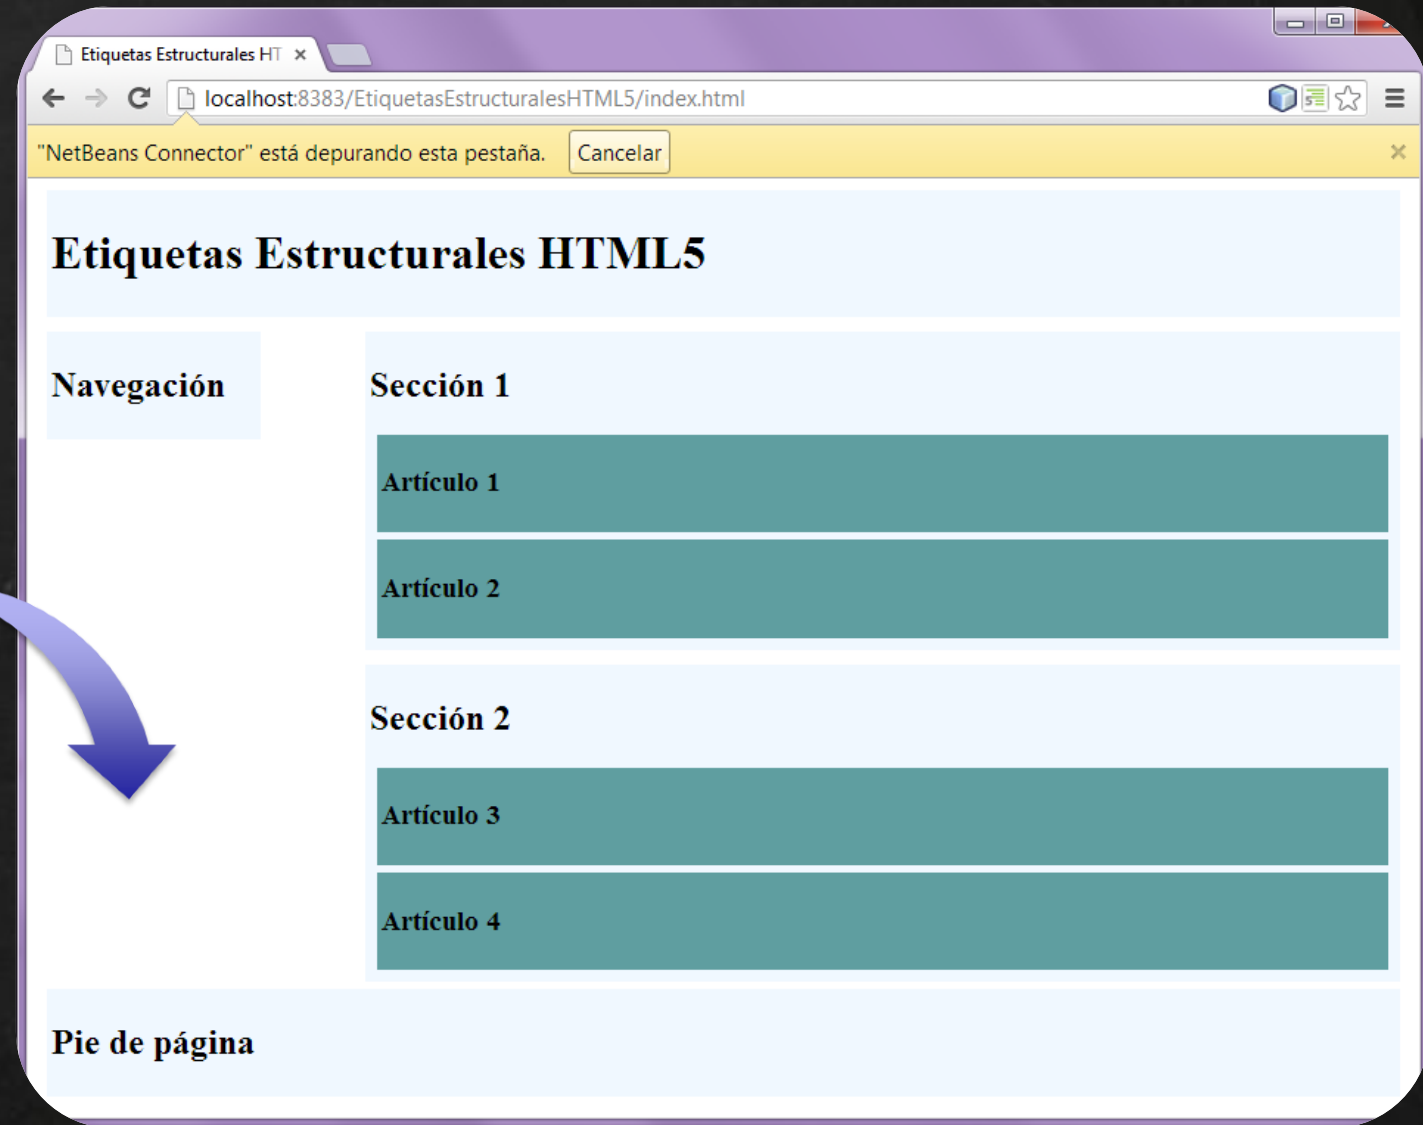 Etiquetas Estructurales HT
localhost:8383/EtiquetasEstructuralesHTML5/index.html
"NetBeans Connector" está depurando esta pestaña. Cancelar
Etiquetas Estructurales HTML5
Navegación
Sección 1
Artículo 1
Artículo 2
Sección 2
Artículo 3
Artículo 4
Pie de página